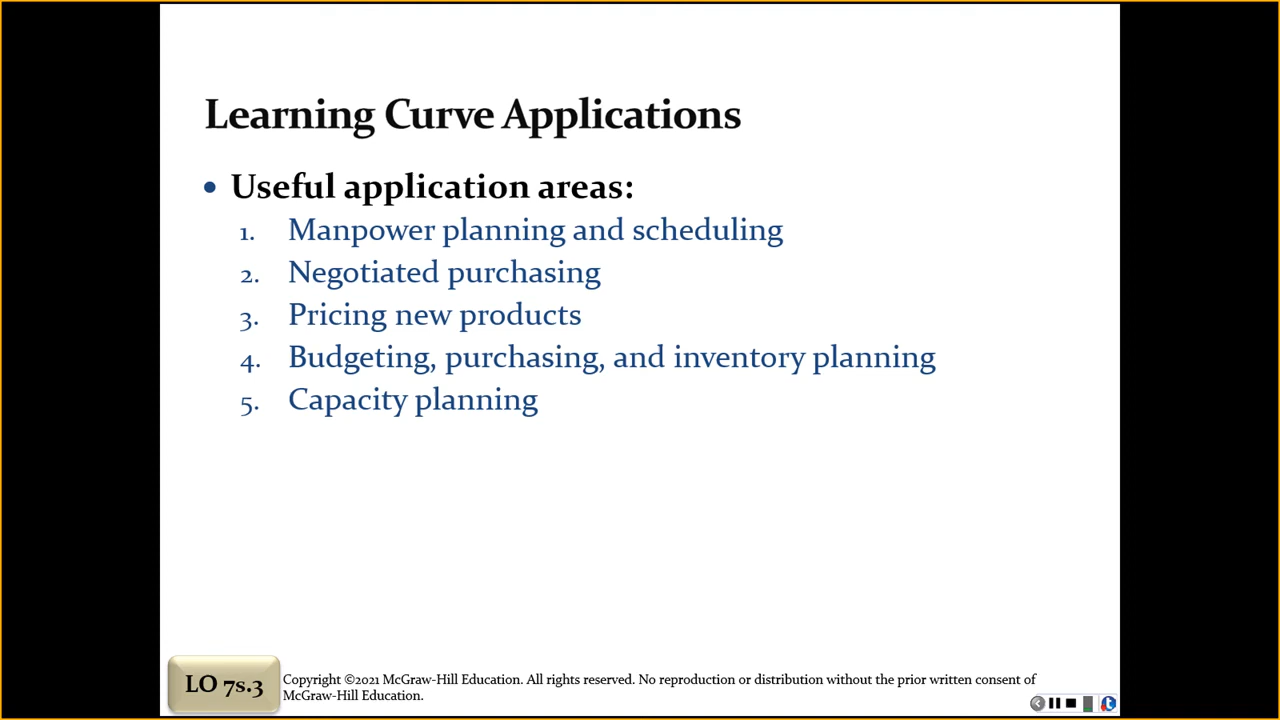 Learning Curve Applications
• Useful application areas:
1. Manpower planning and scheduling
2. Negotiated purchasing
3. Pricing new products
4. Budgeting, purchasing, and inventory planning
5. Capacity planning
LO 7s.3
Copyright ©2021 McGraw-Hill Education. All rights reserved. No reproduction or distribution without the prior written consent of
McGraw-Hill Education.